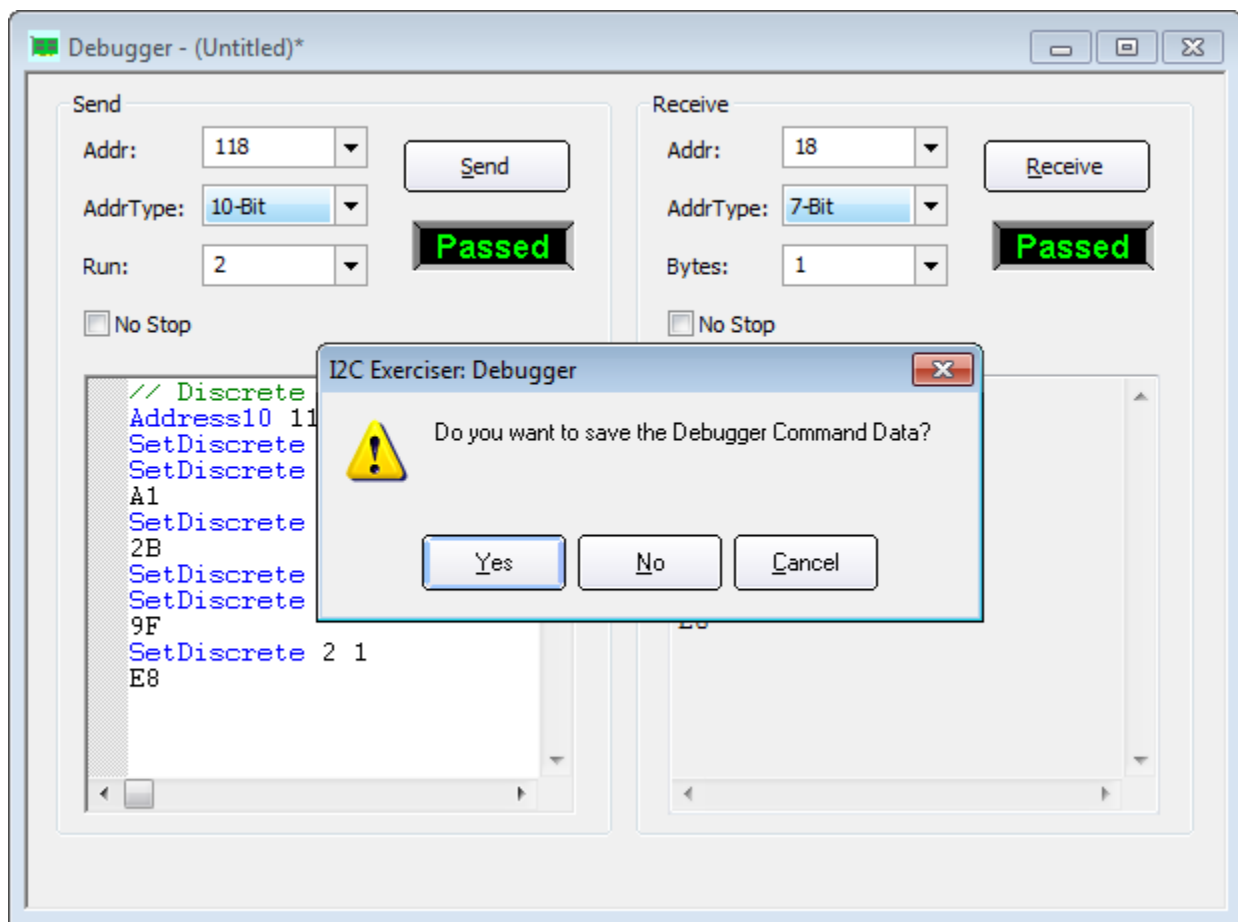 Debugger - (Untitled)*
Send
Addr: 118
Send
AddrType: 10-Bit
Passed
Run: 2
No Stop
Receive
Addr: 18
Receive
AddrType: 7-Bit
Passed
Bytes: 1
No Stop
// Discrete
Address10 11
SetDiscrete
SetDiscrete
A1
SetDiscrete
2B
SetDiscrete
SetDiscrete
9F
SetDiscrete 2 1
E8
I2C Exerciser: Debugger
Do you want to save the Debugger Command Data?
Yes
No
Cancel